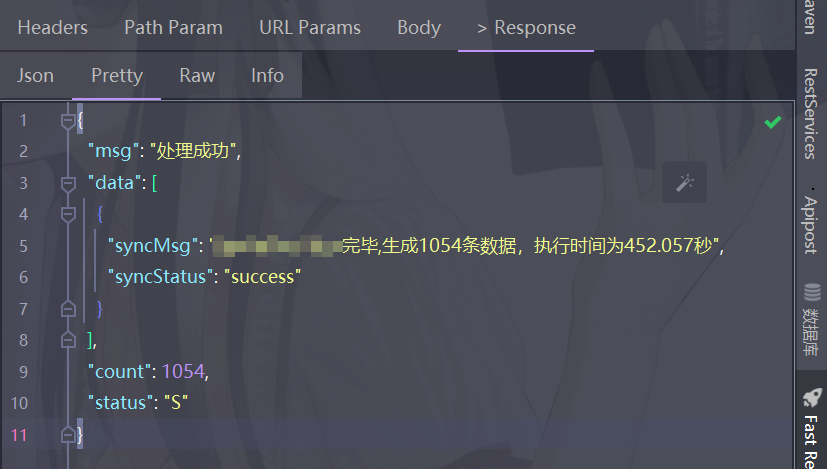 Headers Path Param URL Params Body > Response
Json Pretty Raw Info
1 {
2 "msg": "处理成功",
3 "data": [
4 {
5 "syncMsg": "完毕,生成1054条数据，执行时间为452.057秒",
6 "syncStatus": "success"
7 }
8 ],
9 "count": 1054,
10 "status": "S"
11 }
aven
RestServices
Apipost
数据库
Fast Re